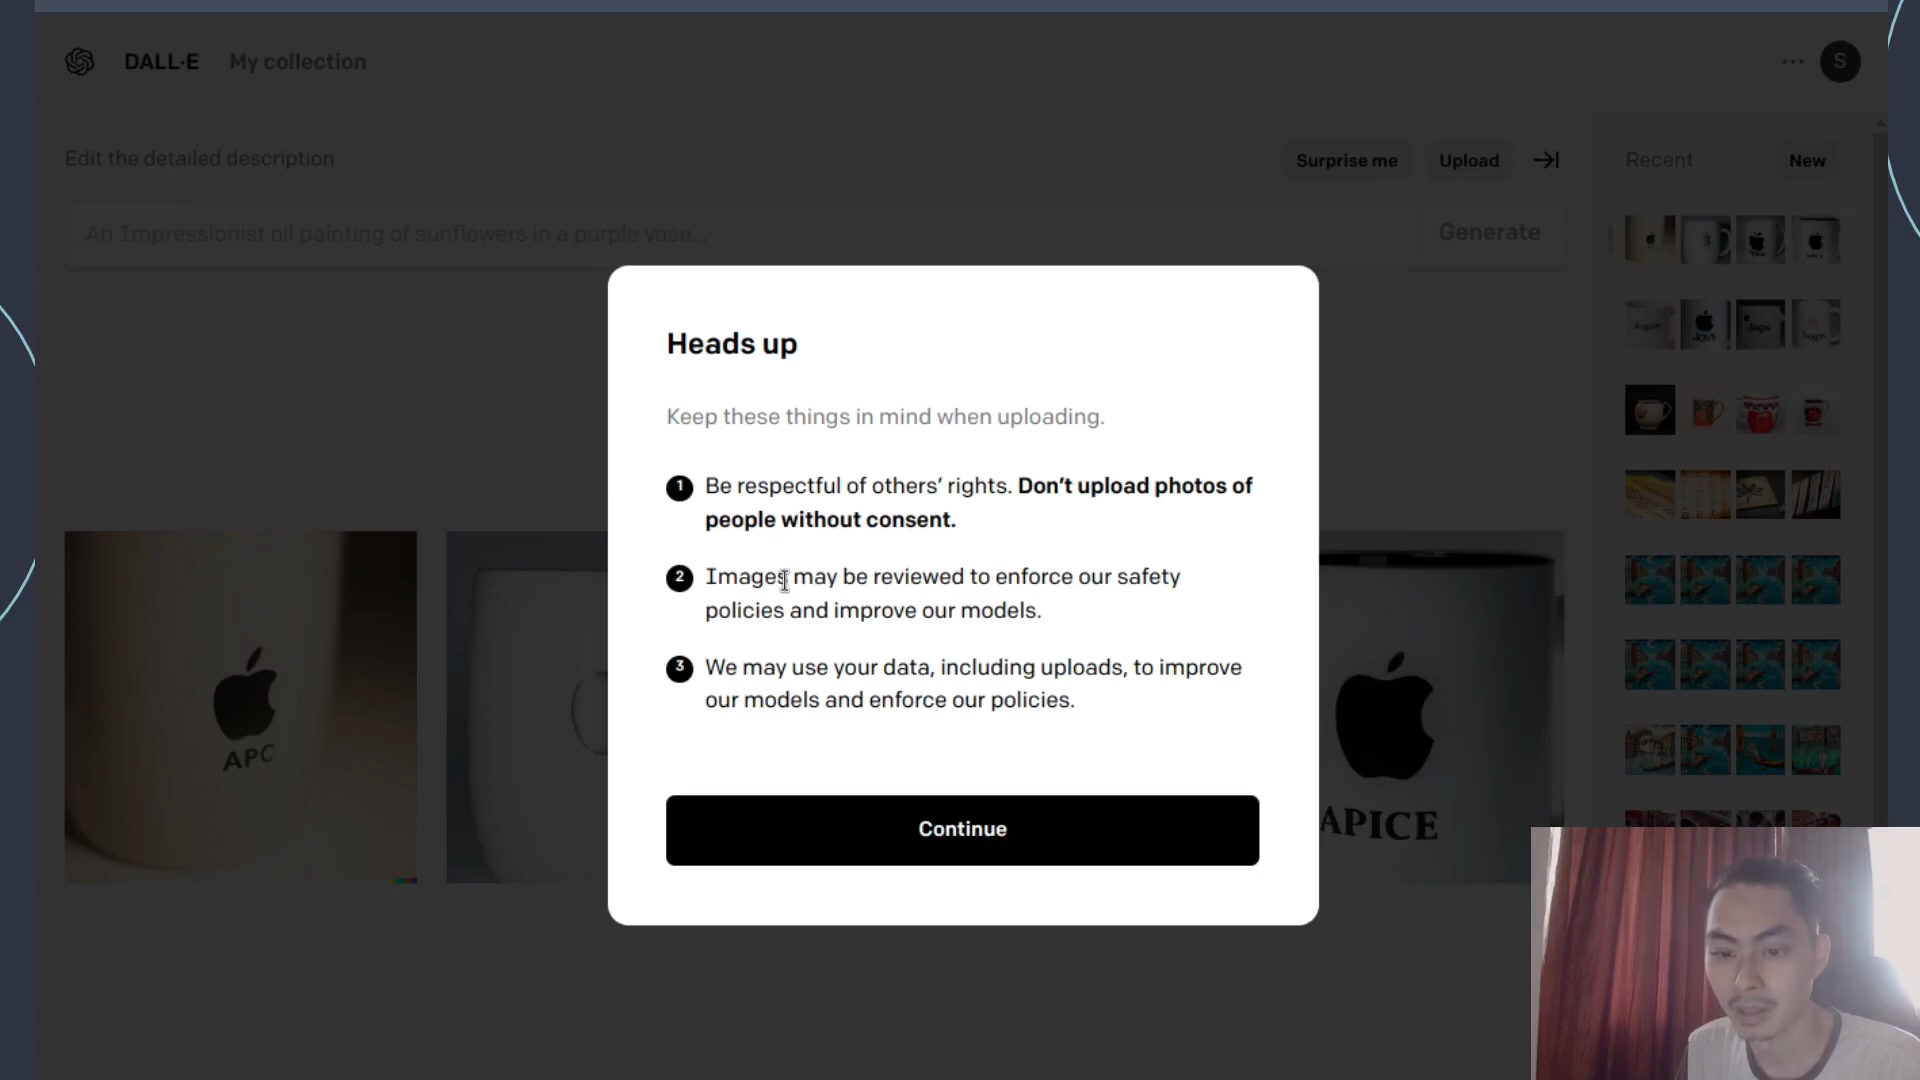 DALL·E My collection
... S
Edit the detailed description
Surprise me Upload
Recent New
An Impressionist oil painting of sunflowers in a purple vase...
Generate
Heads up
Keep these things in mind when uploading.
1 Be respectful of others’ rights. Don’t upload photos of
people without consent.
2 Images may be reviewed to enforce our safety
policies and improve our models.
3 We may use your data, including uploads, to improve
our models and enforce our policies.
Continue
APC
APICE